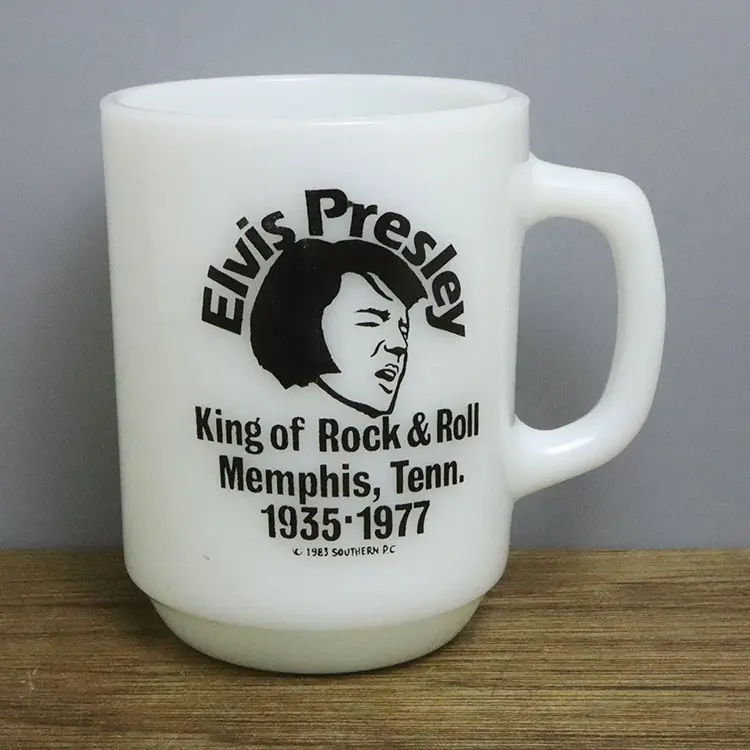 Elvis Presley
King of Rock & Roll
Memphis, Tenn.
1935·1977
© 1983 SOUTHERN P.C